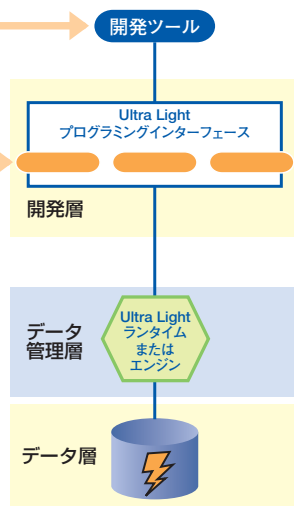 開発ツール
Ultra Light
プログラミングインターフェース
開発層
Ultra Light
ランタイム
または
エンジン
データ
管理層
データ層